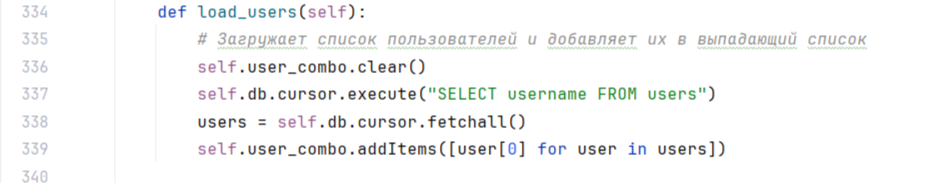 334 def load_users(self):
335 # Загружает список пользователей и добавляет их в выпадающий список
336 self.user_combo.clear()
337 self.db.cursor.execute("SELECT username FROM users")
338 users = self.db.cursor.fetchall()
339 self.user_combo.addItems([user[0] for user in users])
340